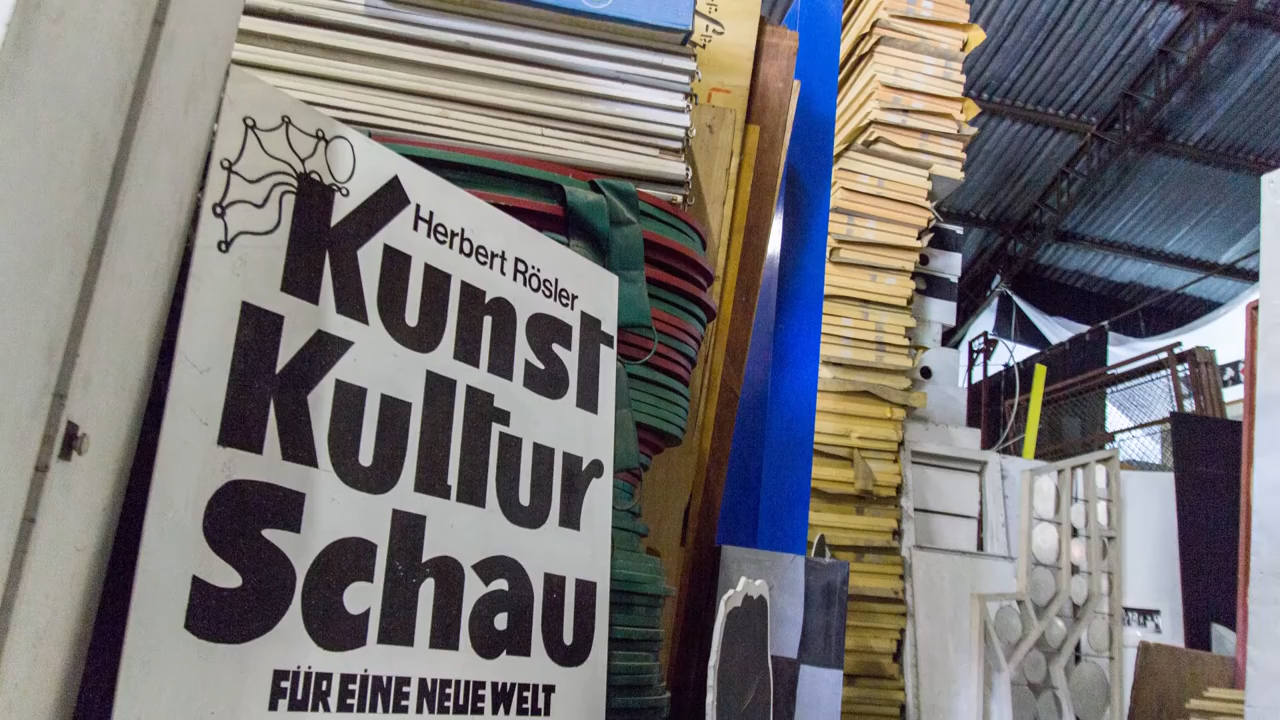 Herbert Rösler
Kunst
Kultur
Schau
FÜR EINE NEUE WELT